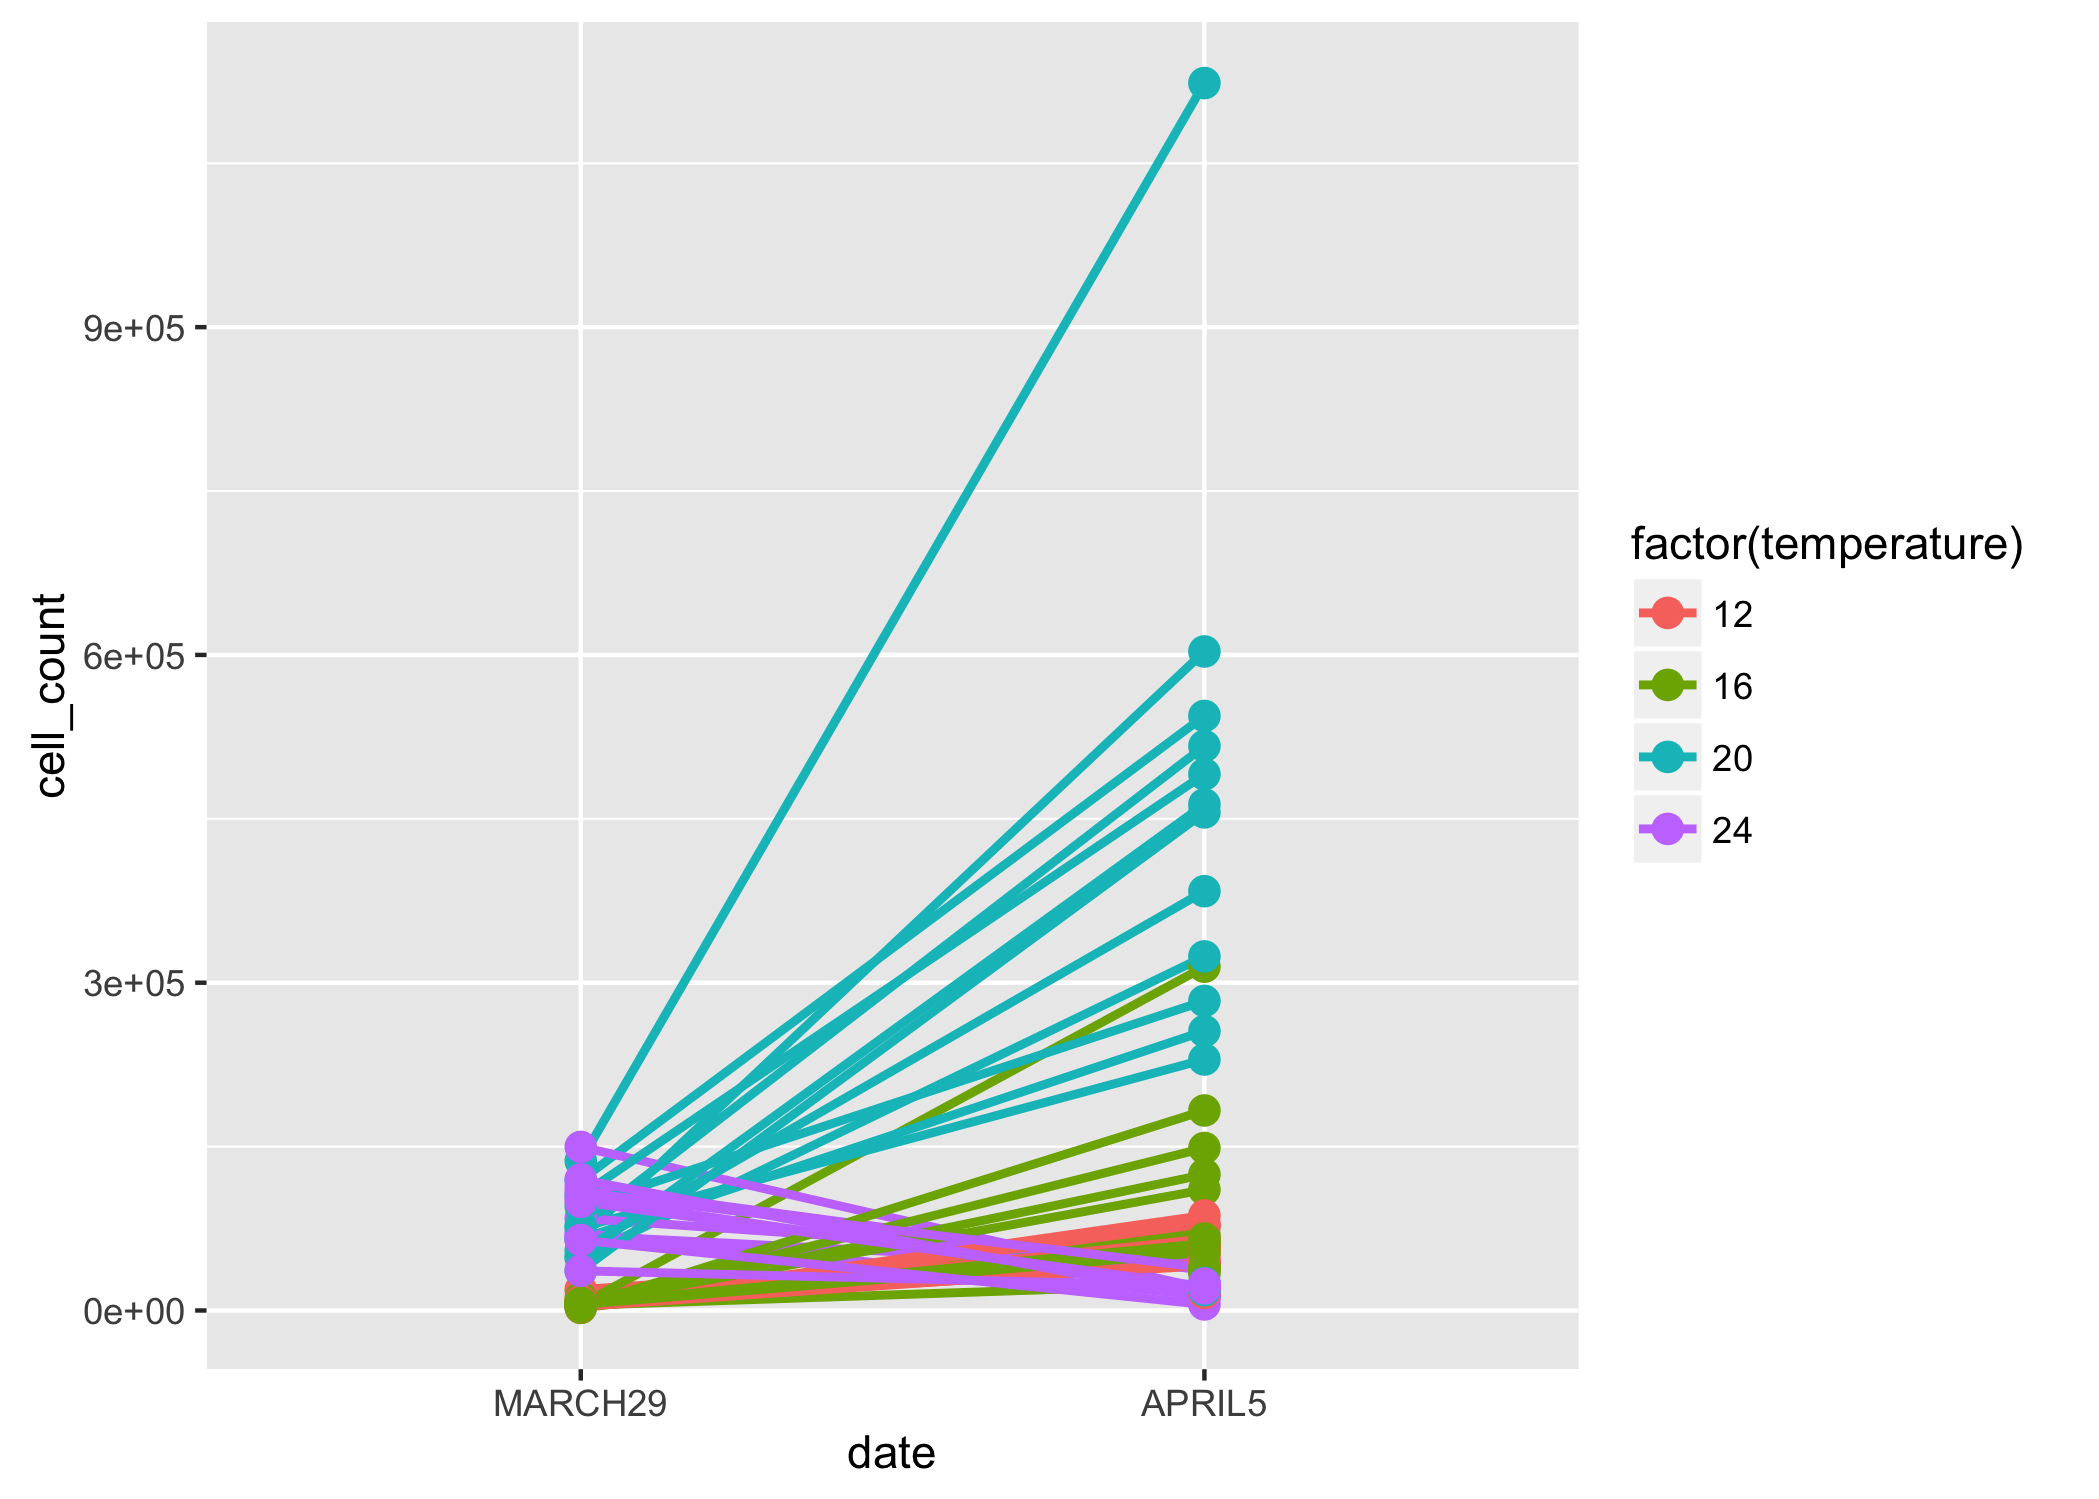 cell_count
9e+05
6e+05
3e+05
0e+00
MARCH29
APRIL5
date
factor(temperature)
12
16
20
24